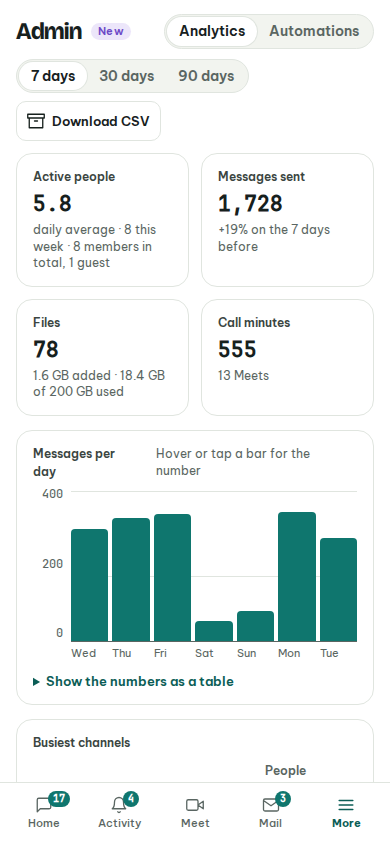 Admin New Analytics Automations
7 days 30 days 90 days
Download CSV
Active people
5.8
daily average · 8 this
week · 8 members in
total, 1 guest
Messages sent
1,728
+19% on the 7 days
before
Files
78
1.6 GB added · 18.4 GB
of 200 GB used
Call minutes
555
13 Meets
Messages per
day
Hover or tap a bar for the
number
400
200
0
Wed Thu Fri Sat Sun Mon Tue
Show the numbers as a table
Busiest channels
People
17 4 3
Home Activity Meet Mail More